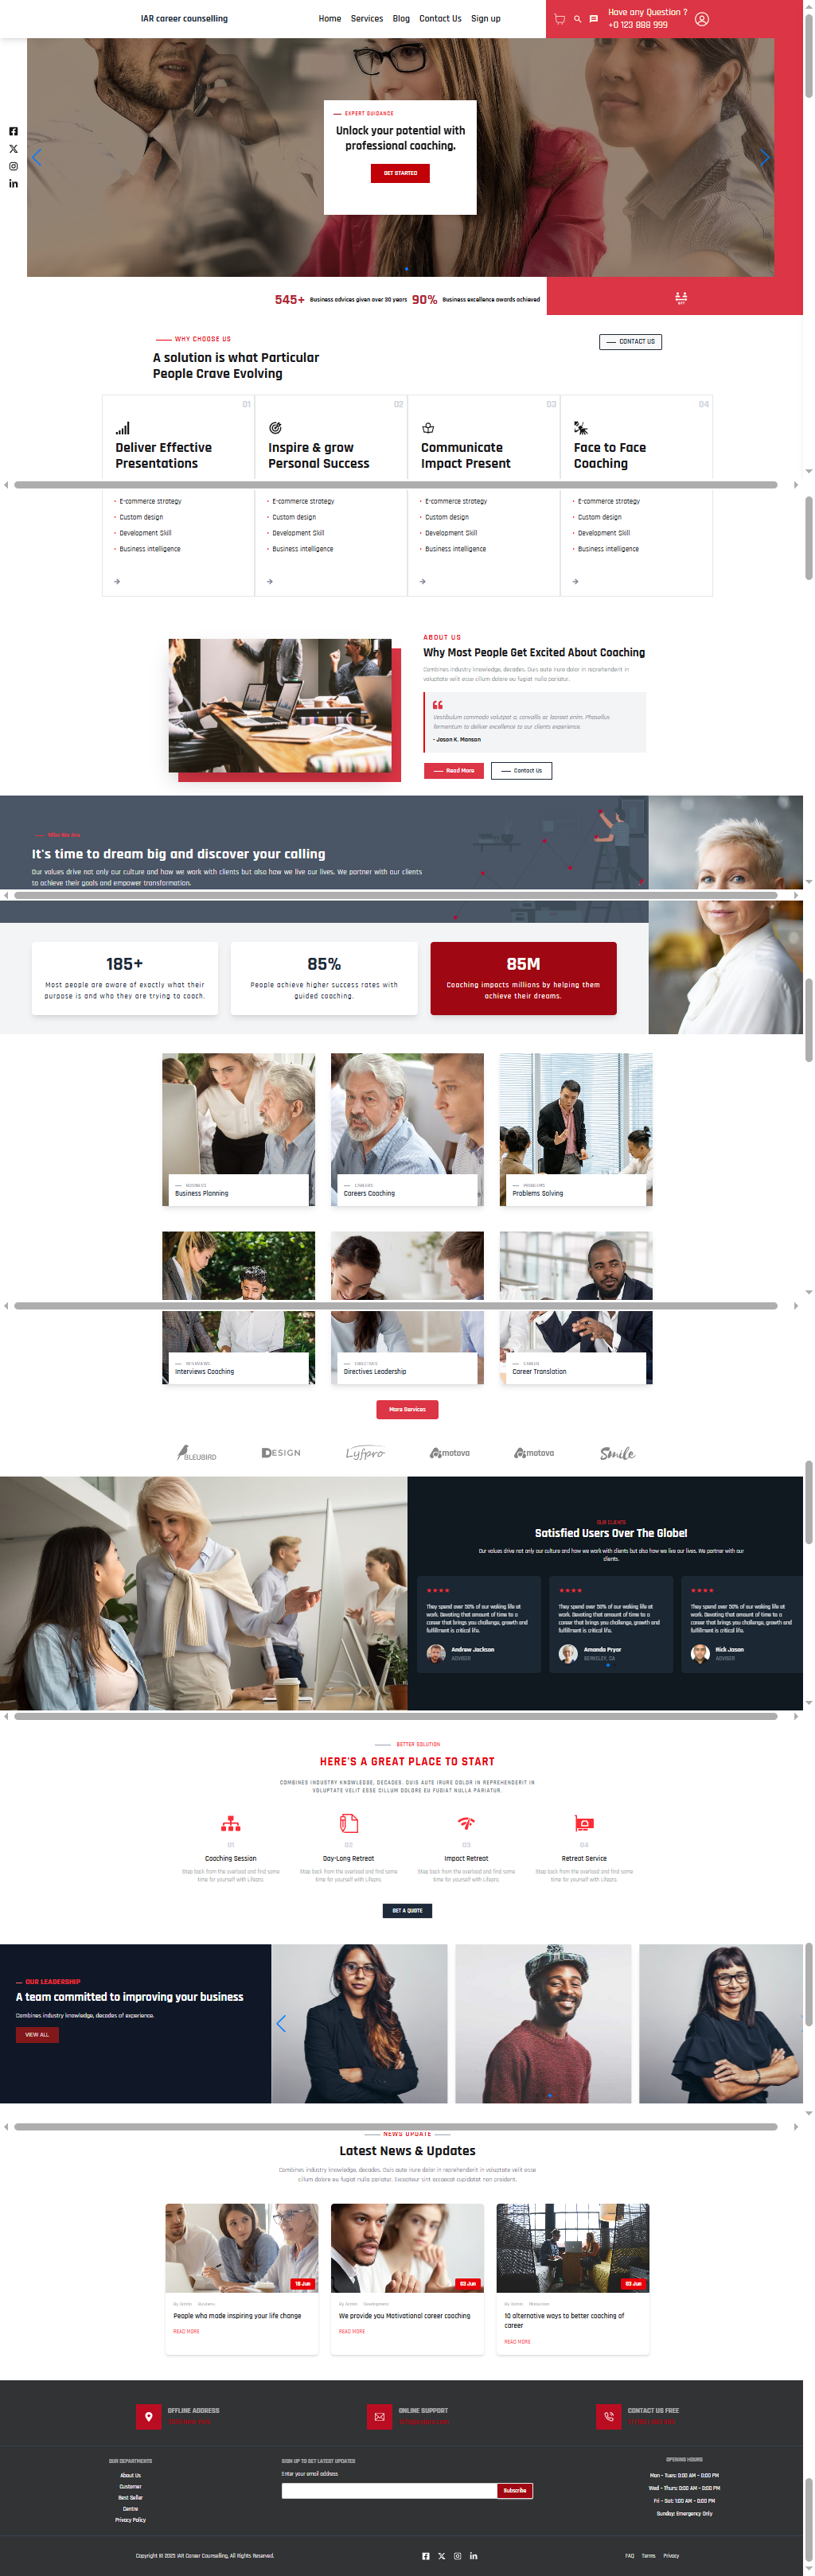 IAR career counselling
Home Services Blog Contact Us Sign up
Have any Question ?
+0 123 888 999
EXPERT GUIDANCE
Unlock your potential with
professional coaching.
GET STARTED
545+ Business advices given over 30 years 90% Business excellence awards achieved
WHY CHOOSE US
CONTACT US
A solution is what Particular
People Crave Evolving
01 02 03 04
Deliver Effective
Presentations
Inspire & grow
Personal Success
Communicate
Impact Present
Face to Face
Coaching
E-commerce strategy
Custom design
Development Skill
Business intelligence
E-commerce strategy
Custom design
Development Skill
Business intelligence
E-commerce strategy
Custom design
Development Skill
Business intelligence
E-commerce strategy
Custom design
Development Skill
Business intelligence
ABOUT US
Why Most People Get Excited About Coaching
Combines industry knowledge, decades. Duis aute irure dolor in reprehenderit in
voluptate velit esse cillum dolore eu fugiat nulla pariatur.
Vestibulum commodo volutpat a, convallis ac laoreet enim. Phasellus
fermentum to deliver excellence to our clients experience.
- Jason K. Manson
Read More
Contact Us
Who We Are
It's time to dream big and discover your calling
Our values drive not only our culture and how we work with clients but also how we live our lives. We partner with our clients
to achieve their goals and empower transformation.
185+
Most people are aware of exactly what their
purpose is and who they are trying to coach.
85%
People achieve higher success rates with
guided coaching.
85M
Coaching impacts millions by helping them
achieve their dreams.
BUSINESS
Business Planning
CAREERS
Careers Coaching
PROBLEMS
Problems Solving
INTERVIEWS
Interviews Coaching
DIRECTIVES
Directives Leadership
CAREER
Career Translation
More Services
BLEUBIRD
DESIGN
Lyfpro
Amotova
Amotova
Smile
OUR CLIENTS
Satisfied Users Over The Globe!
Our values drive not only our culture and how we work with clients but also how we live our lives. We partner with our
clients.
They spend over 50% of our waking life at
work. Devoting that amount of time to a
career that brings you challenge, growth and
fulfillment is critical life.
Andrew Jackson
ADVISER
They spend over 50% of our waking life at
work. Devoting that amount of time to a
career that brings you challenge, growth and
fulfillment is critical life.
Amanda Pryor
BERKELEY, CA
They spend over 50% of our waking life at
work. Devoting that amount of time to a
career that brings you challenge, growth and
fulfillment is critical life.
Rick Jason
ADVISER
BETTER SOLUTION
HERE'S A GREAT PLACE TO START
COMBINES INDUSTRY KNOWLEDGE, DECADES. DUIS AUTE IRURE DOLOR IN REPREHENDERIT IN
VOLUPTATE VELIT ESSE CILLUM DOLORE EU FUGIAT NULLA PARIATUR.
01
Coaching Session
Step back from the overload and find some
time for yourself with Lifepro.
02
Day-Long Retreat
Step back from the overload and find some
time for yourself with Lifepro.
03
Impact Retreat
Step back from the overload and find some
time for yourself with Lifepro.
04
Retreat Service
Step back from the overload and find some
time for yourself with Lifepro.
GET A QUOTE
OUR LEADERSHIP
A team committed to improving your business
Combines industry knowledge, decades of experience.
VIEW ALL
NEWS UPDATE
Latest News & Updates
Combines industry knowledge, decades. Duis aute irure dolor in reprehenderit in voluptate velit esse
cillum dolore eu fugiat nulla pariatur. Excepteur sint occaecat cupidatat non proident.
18 Jun
By Admin Business
People who made inspiring your life change
READ MORE
03 Jun
By Admin Development
We provide you Motivational career coaching
READ MORE
03 Jun
By Admin Motivation
10 alternative ways to better coaching of
career
READ MORE
OFFLINE ADDRESS
ONLINE SUPPORT
CONTACT US FREE
OUR DEPARTMENTS
About Us
Customer
Best Seller
Centre
Privacy Policy
SIGN UP TO GET LATEST UPDATES
Enter your email address
Subscribe
OPENING HOURS
Mon – Tues: 0:00 AM – 0:00 PM
Wed – Thurs: 0:00 AM – 0:00 PM
Fri – Sat: 1:00 AM – 0:00 PM
Sunday: Emergency Only
Copyright © 2025 IAR Career Counselling, All Rights Reserved.
FAQ Terms Privacy